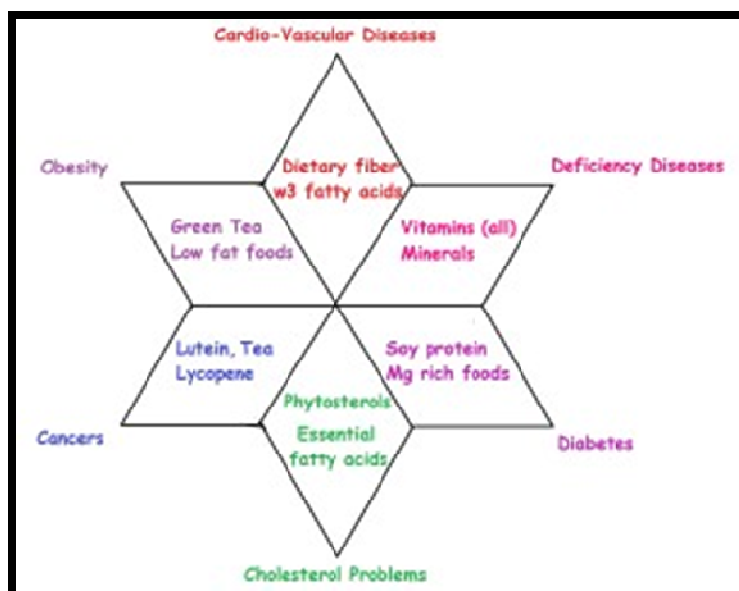 Cardio-Vascular Diseases
Obesity
Deficiency Diseases
Dietary fiber
w3 fatty acids
Green Tea
Low fat foods
Vitamins (all)
Minerals
Lutein, Tea
Lycopene
Soy protein
Mg rich foods
Phytosterols
Essential
fatty acids
Cancers
Diabetes
Cholesterol Problems